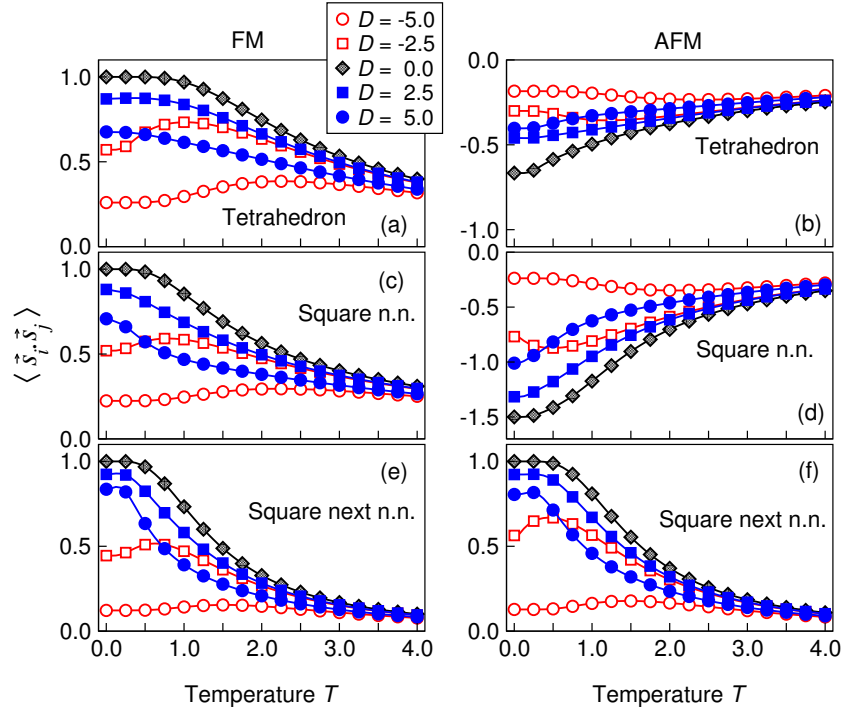 FM
AFM
D = -5.0
D = -2.5
D = 0.0
D = 2.5
D = 5.0
1.0
0.5
0.0
Tetrahedron
(a)
0.0
-0.5
-1.0
Tetrahedron
(b)
1.0
0.5
0.0
(c)
Square n.n.
0.0
-0.5
-1.0
-1.5
Square n.n.
(d)
⟨ s⃗i.s⃗j ⟩
1.0
0.5
0.0
(e)
Square next n.n.
1.0
0.5
0.0
(f)
Square next n.n.
0.0 1.0 2.0 3.0 4.0
0.0 1.0 2.0 3.0 4.0
Temperature T
Temperature T